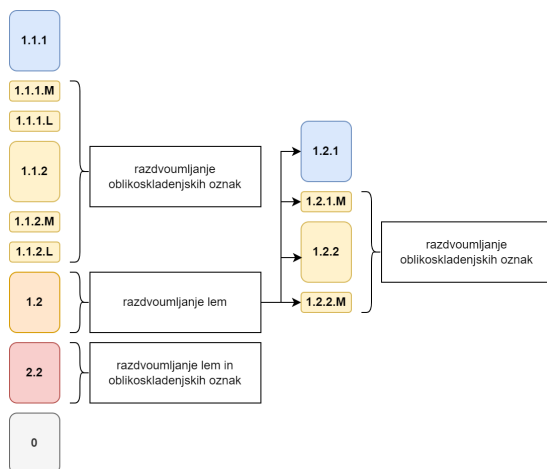 1.1.1
1.1.1.M
1.1.1.L
1.1.2
1.1.2.M
1.1.2.L
razdvoumljanje
oblikoskladenjskih oznak
1.2
razdvoumljanje lem
2.2
razdvoumljanje lem in
oblikoskladenjskih oznak
0
1.2.1
1.2.1.M
1.2.2
1.2.2.M
razdvoumljanje
oblikoskladenjskih oznak